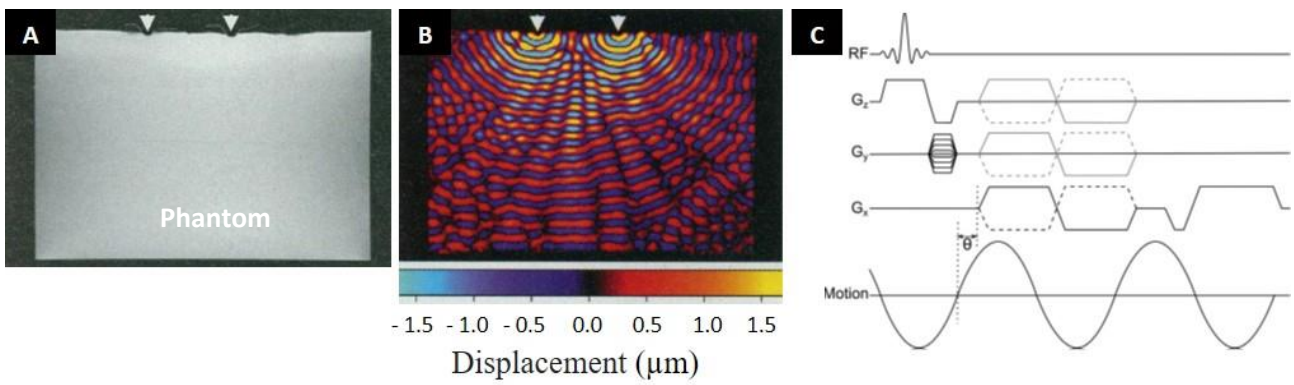 A
Phantom
B
- 1.5 - 1.0 - 0.5 0.0 0.5 1.0 1.5
Displacement (µm)
C
RF
Gz
Gy
Gx
θ
Motion